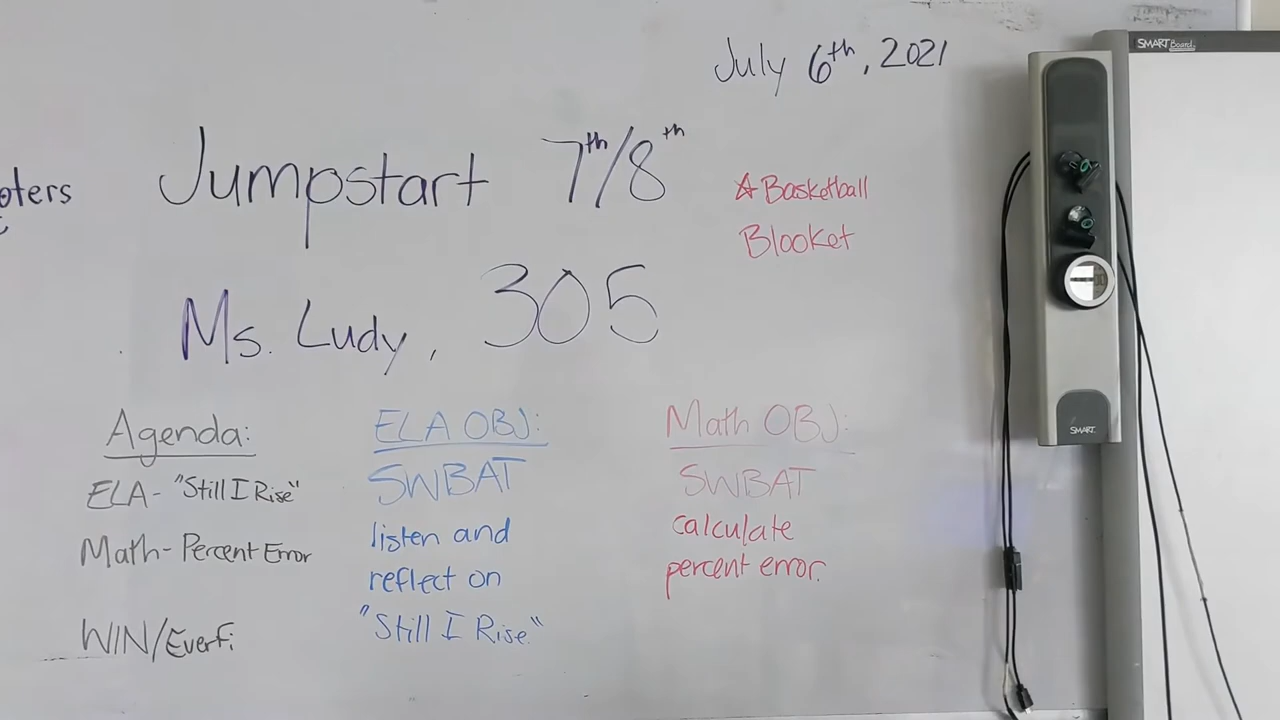 July 6th, 2021
SMART Board
Jumpstart 7th/8th
☆Basketball
Blooket
Ms. Ludy, 305
Agenda:
ELA- "Still I Rise"
Math- Percent Error
WIN/EverFi
ELA OBJ:
SWBAT
listen and
reflect on
"Still I Rise."
Math OBJ:
SWBAT
calculate
percent error.
SMART